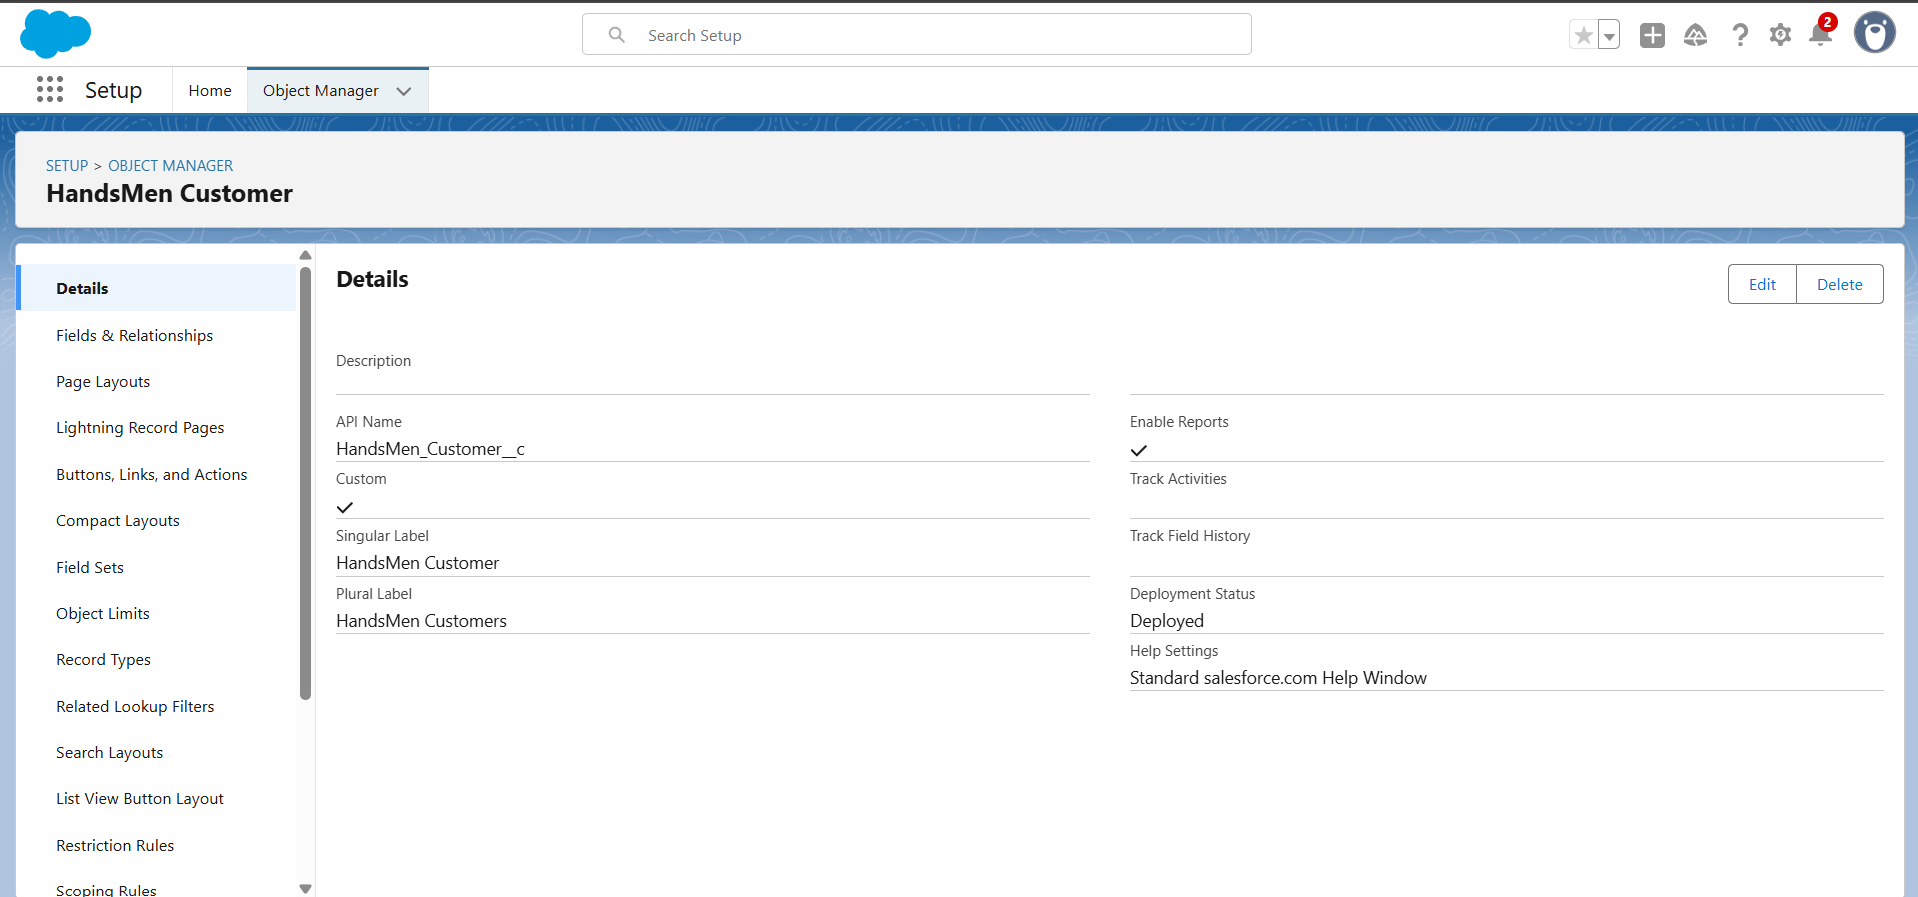 Search Setup
2
Setup
Home
Object Manager
SETUP > OBJECT MANAGER
HandsMen Customer
Details
Fields & Relationships
Page Layouts
Lightning Record Pages
Buttons, Links, and Actions
Compact Layouts
Field Sets
Object Limits
Record Types
Related Lookup Filters
Search Layouts
List View Button Layout
Restriction Rules
Scoping Rules
Details
Edit
Delete
Description
API Name
HandsMen_Customer__c
Custom
Singular Label
HandsMen Customer
Plural Label
HandsMen Customers
Enable Reports
Track Activities
Track Field History
Deployment Status
Deployed
Help Settings
Standard salesforce.com Help Window